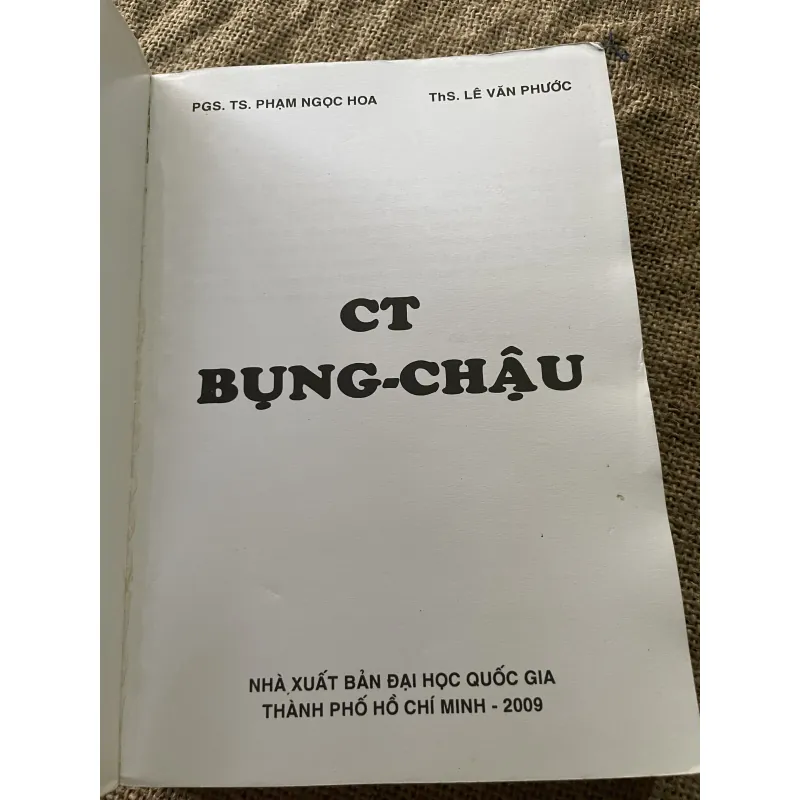 PGS. TS. PHẠM NGỌC HOA ThS. LÊ VĂN PHƯỚC
CT
BỤNG-CHẬU
NHÀ XUẤT BẢN ĐẠI HỌC QUỐC GIA
THÀNH PHỐ HỒ CHÍ MINH - 2009